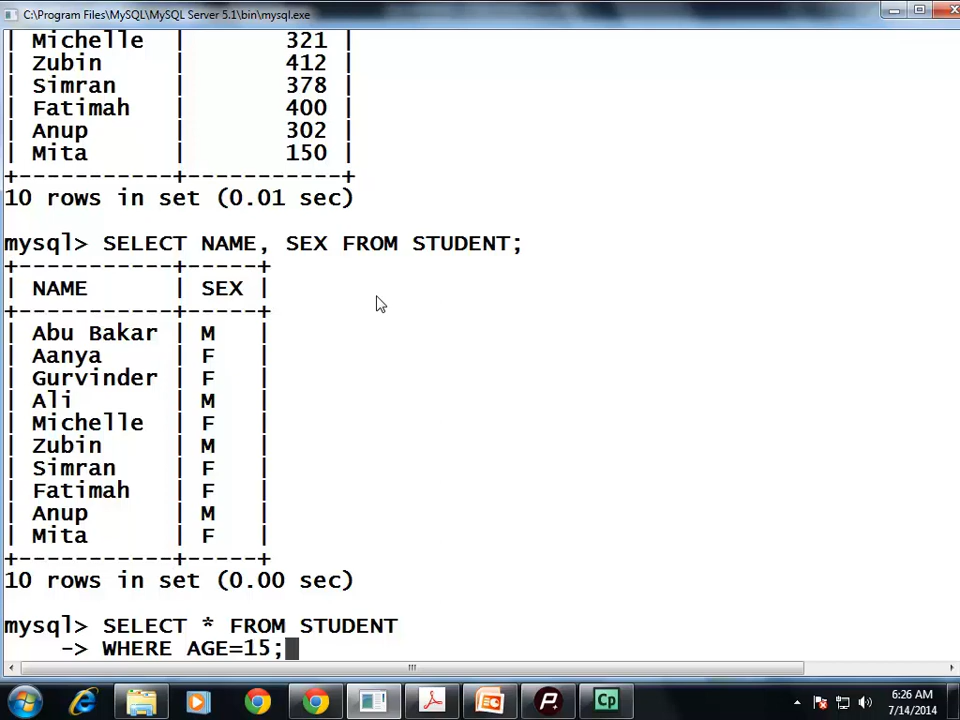 C:\Program Files\MySQL\MySQL Server 5.1\bin\mysql.exe
| Michelle | 321 |
| Zubin | 412 |
| Simran | 378 |
| Fatimah | 400 |
| Anup | 302 |
| Mita | 150 |
+-----------+-----------+
10 rows in set (0.01 sec)
mysql> SELECT NAME, SEX FROM STUDENT;
+-----------+-----+
| NAME | SEX |
+-----------+-----+
| Abu Bakar | M |
| Aanya | F |
| Gurvinder | F |
| Ali | M |
| Michelle | F |
| Zubin | M |
| Simran | F |
| Fatimah | F |
| Anup | M |
| Mita | F |
+-----------+-----+
10 rows in set (0.00 sec)
mysql> SELECT * FROM STUDENT
-> WHERE AGE=15;
P.
Cp
6:26 AM
7/14/2014